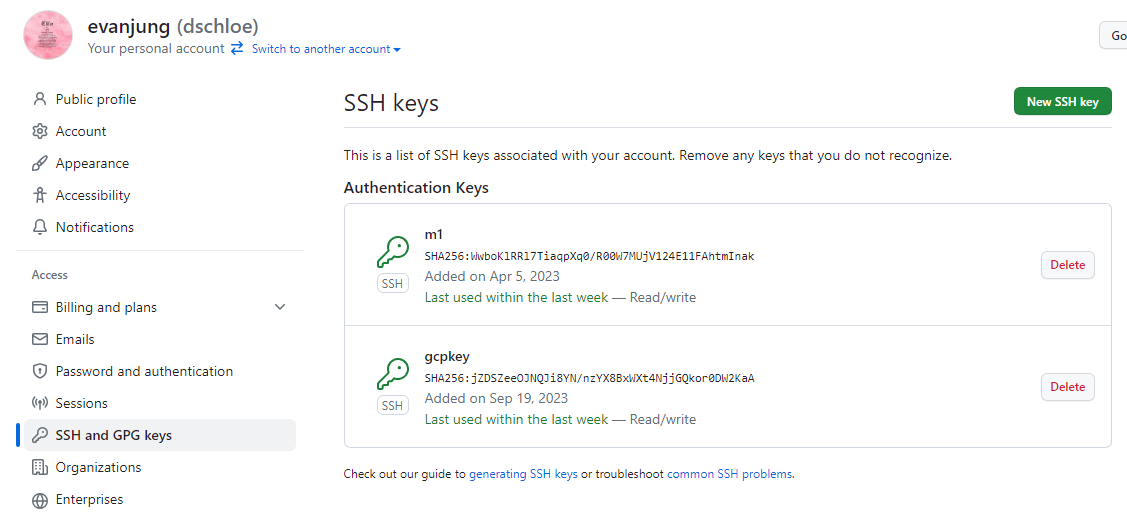 evanjung (dschloe)
Your personal account Switch to another account
Go
Public profile
Account
Appearance
Accessibility
Notifications
Access
Billing and plans
Emails
Password and authentication
Sessions
SSH and GPG keys
Organizations
Enterprises
SSH keys
New SSH key
This is a list of SSH keys associated with your account. Remove any keys that you do not recognize.
Authentication Keys
m1
SHA256:WwboKlRRl7TiaqpXq0/R00W7MUjV124E11FAhtmInak
SSH
Added on Apr 5, 2023
Last used within the last week — Read/write
Delete
gcpkey
SHA256:jZDSZeeOJNQJi8YN/nzYX8BxWXt4NjjGQkor0DW2KaA
SSH
Added on Sep 19, 2023
Last used within the last week — Read/write
Delete
Check out our guide to generating SSH keys or troubleshoot common SSH problems.